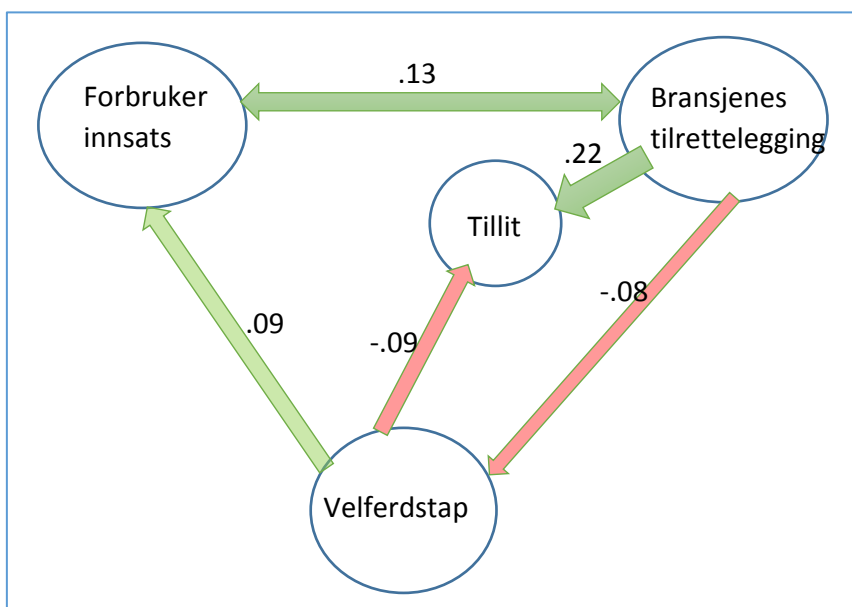 .13
Forbruker
innsats
Bransjenes
tilrettelegging
.22
Tillit
-.08
.09
-.09
Velferdstap